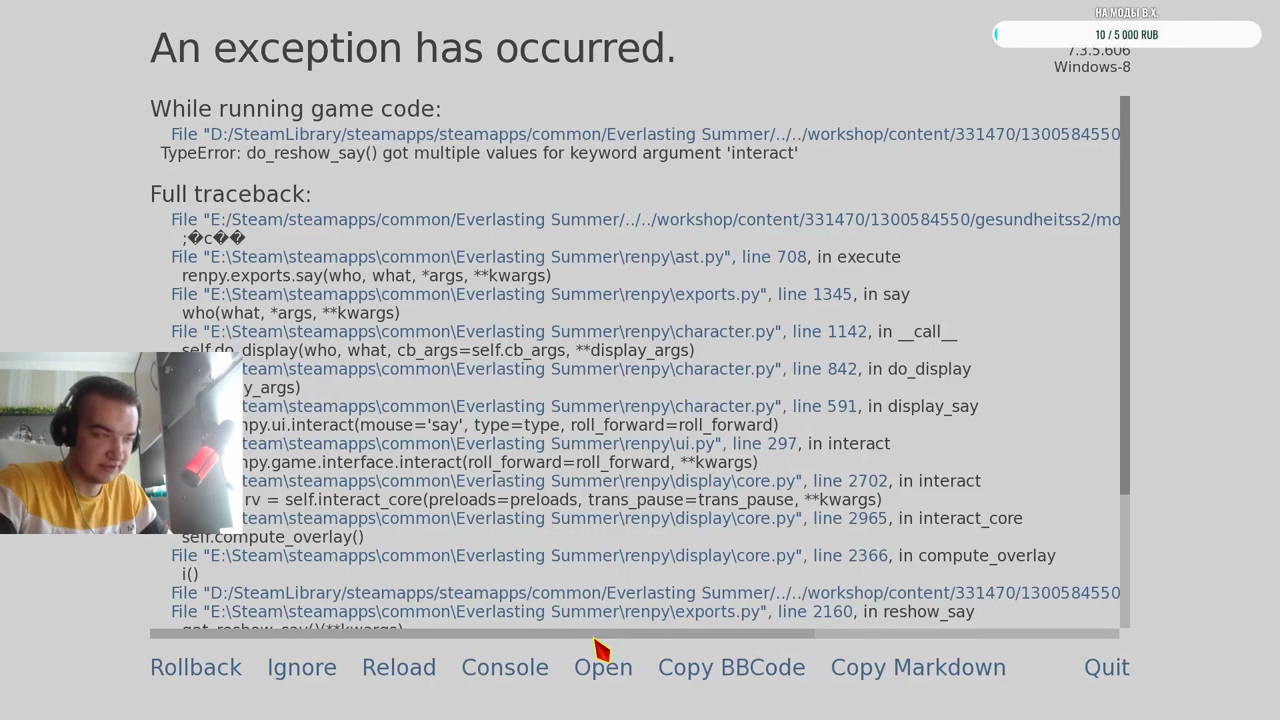 НА МОДЫ В.Х.
10 / 5 000 RUB
An exception has occurred.
7.3.5.606
Windows-8
While running game code:
File "D:/SteamLibrary/steamapps/steamapps/common/Everlasting Summer/../../workshop/content/331470/1300584550
TypeError: do_reshow_say() got multiple values for keyword argument 'interact'
Full traceback:
File "E:/Steam/steamapps/common/Everlasting Summer/../../workshop/content/331470/1300584550/gesundheitss2/mo
;�c��
File "E:\Steam\steamapps\common\Everlasting Summer\renpy\ast.py", line 708, in execute
renpy.exports.say(who, what, *args, **kwargs)
File "E:\Steam\steamapps\common\Everlasting Summer\renpy\exports.py", line 1345, in say
who(what, *args, **kwargs)
File "E:\Steam\steamapps\common\Everlasting Summer\renpy\character.py", line 1142, in __call__
self.do_display(who, what, cb_args=self.cb_args, **display_args)
team\steamapps\common\Everlasting Summer\renpy\character.py", line 842, in do_display
y_args)
team\steamapps\common\Everlasting Summer\renpy\character.py", line 591, in display_say
npy.ui.interact(mouse='say', type=type, roll_forward=roll_forward)
team\steamapps\common\Everlasting Summer\renpy\ui.py", line 297, in interact
npy.game.interface.interact(roll_forward=roll_forward, **kwargs)
team\steamapps\common\Everlasting Summer\renpy\display\core.py", line 2702, in interact
rv = self.interact_core(preloads=preloads, trans_pause=trans_pause, **kwargs)
team\steamapps\common\Everlasting Summer\renpy\display\core.py", line 2965, in interact_core
self.compute_overlay()
File "E:\Steam\steamapps\common\Everlasting Summer\renpy\display\core.py", line 2366, in compute_overlay
i()
File "D:/SteamLibrary/steamapps/steamapps/common/Everlasting Summer/../../workshop/content/331470/1300584550
File "E:\Steam\steamapps\common\Everlasting Summer\renpy\exports.py", line 2160, in reshow_say
get_reshow_say()(**kwargs)
Rollback Ignore Reload Console Open Copy BBCode Copy Markdown Quit